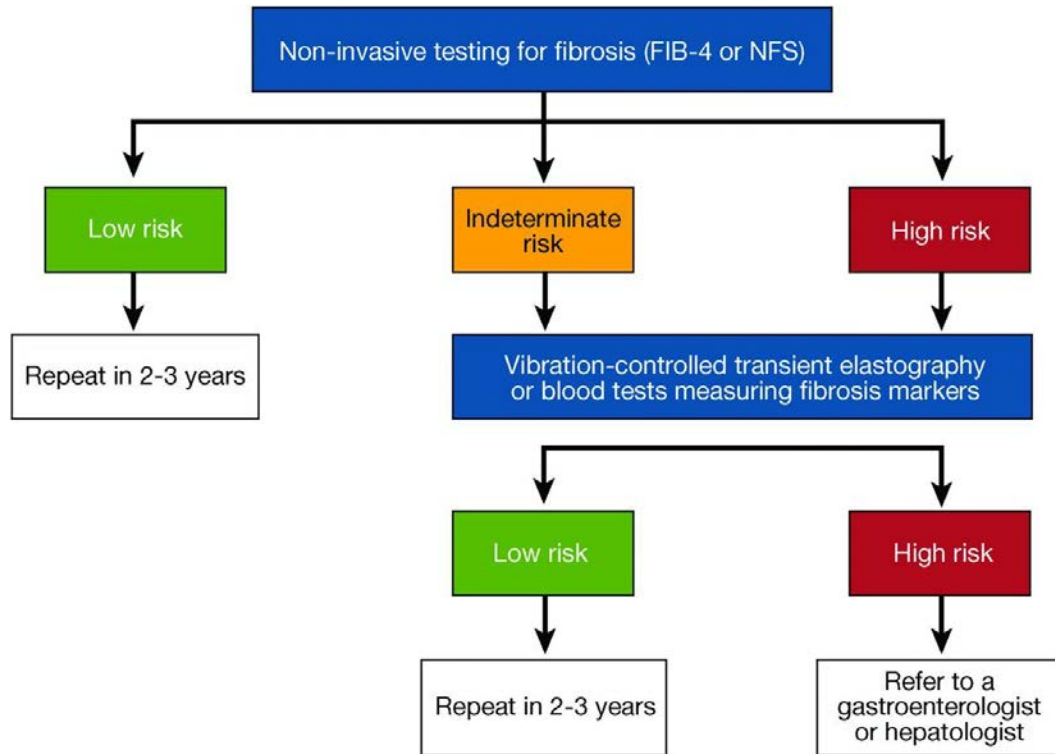 Non-invasive testing for fibrosis (FIB-4 or NFS)
Low risk
Indeterminate
risk
High risk
Repeat in 2-3 years
Vibration-controlled transient elastography
or blood tests measuring fibrosis markers
Low risk
High risk
Repeat in 2-3 years
Refer to a
gastroenterologist
or hepatologist